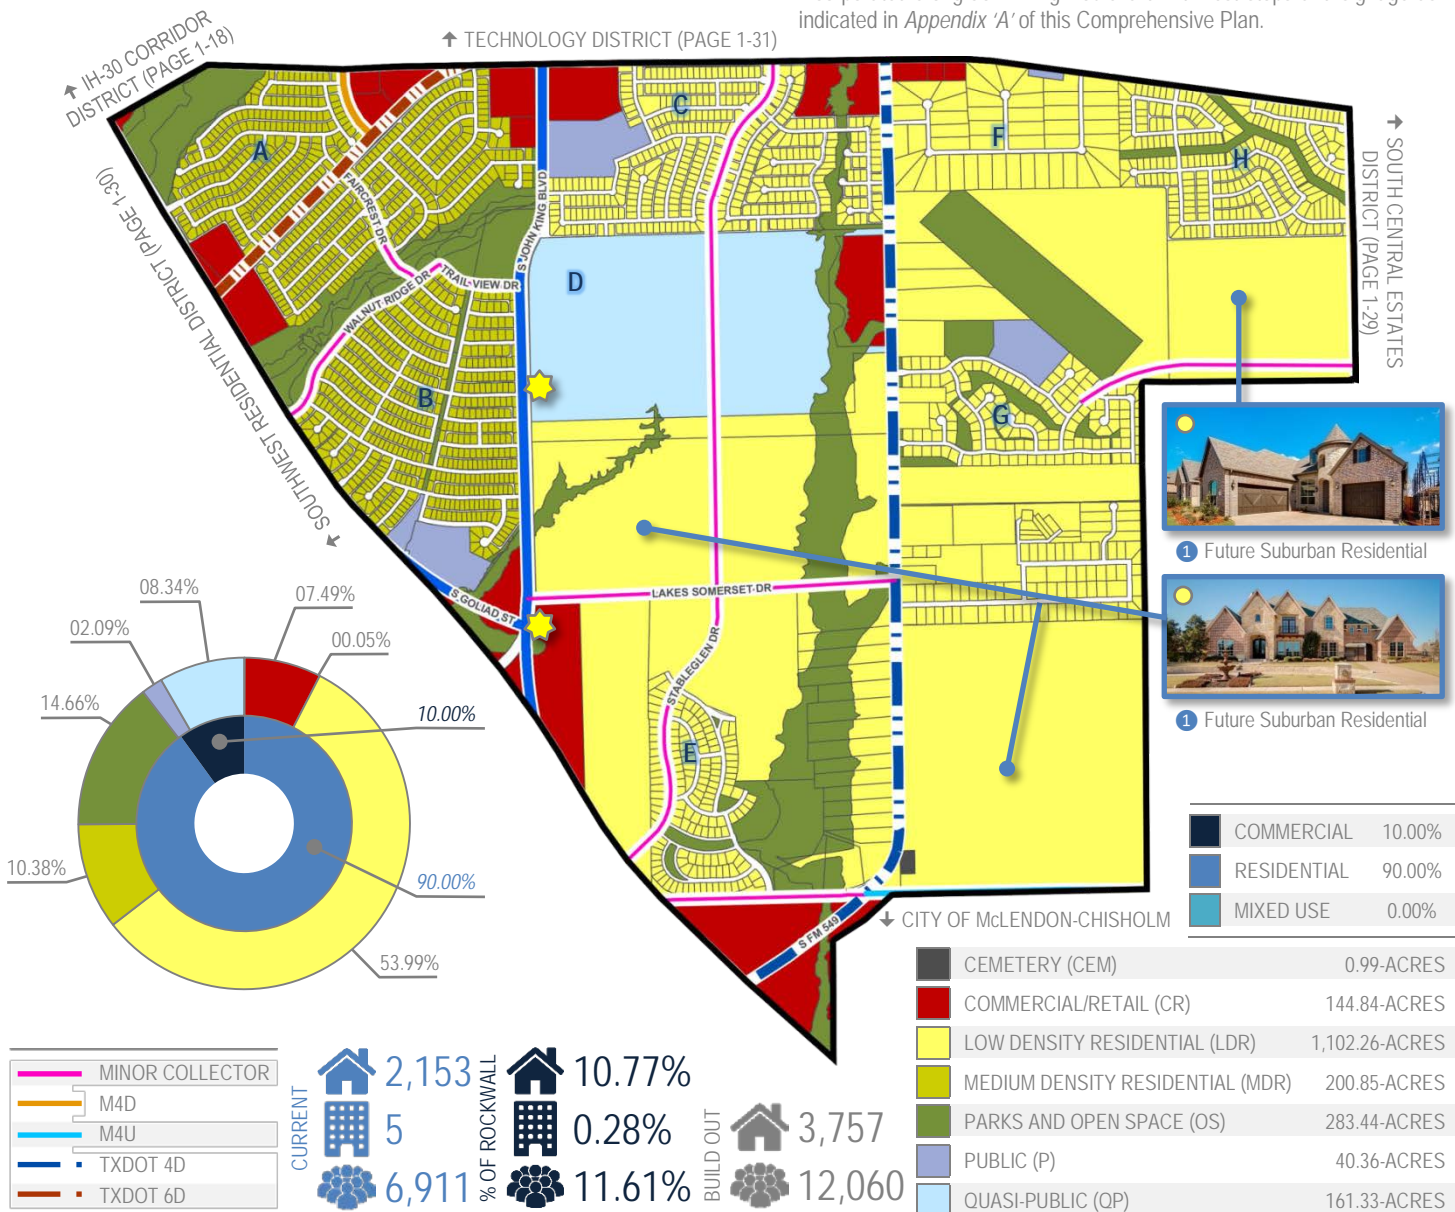 indicated in Appendix 'A' of this Comprehensive Plan.
↑ IH-30 CORRIDOR
DISTRICT (PAGE 1-18)
↑ TECHNOLOGY DISTRICT (PAGE 1-31)
→ SOUTH CENTRAL ESTATES
DISTRICT (PAGE 1-29)
SOUTHWEST RESIDENTIAL DISTRICT (PAGE 1-30)
A
B
C
D
E
F
G
H
FAIRCREST DR
WALNUT RIDGE DR
TRAIL VIEW DR
S JOHN KING BLVD
S GOLIAD ST
LAKES SOMERSET DR
STABLEGLEN DR
S FM 549
1 Future Suburban Residential
1 Future Suburban Residential
↓ CITY OF McLENDON-CHISHOLM
08.34%
07.49%
02.09%
00.05%
14.66%
10.00%
10.38%
90.00%
53.99%
COMMERCIAL 10.00%
RESIDENTIAL 90.00%
MIXED USE 0.00%
CEMETERY (CEM) 0.99-ACRES
COMMERCIAL/RETAIL (CR) 144.84-ACRES
LOW DENSITY RESIDENTIAL (LDR) 1,102.26-ACRES
MEDIUM DENSITY RESIDENTIAL (MDR) 200.85-ACRES
PARKS AND OPEN SPACE (OS) 283.44-ACRES
PUBLIC (P) 40.36-ACRES
QUASI-PUBLIC (QP) 161.33-ACRES
MINOR COLLECTOR
M4D
M4U
TXDOT 4D
TXDOT 6D
CURRENT
2,153
5
6,911
% OF ROCKWALL
10.77%
0.28%
11.61%
BUILD OUT
3,757
12,060